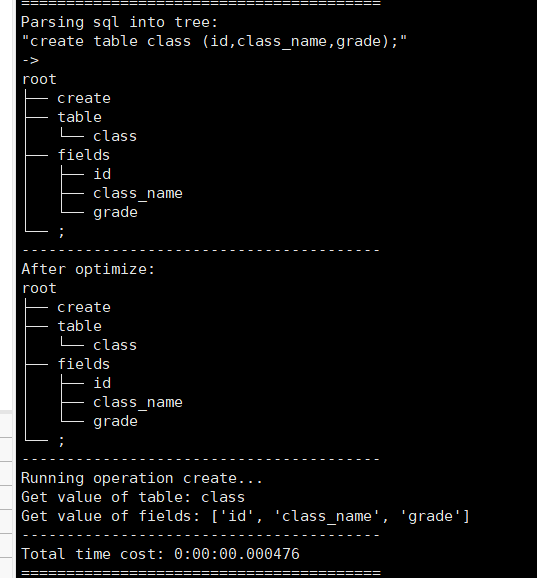 ========================================
Parsing sql into tree:
"create table class (id,class_name,grade);"
->
root
├── create
├── table
│   └── class
├── fields
│   ├── id
│   ├── class_name
│   └── grade
└── ;
----------------------------------------
After optimize:
root
├── create
├── table
│   └── class
├── fields
│   ├── id
│   ├── class_name
│   └── grade
└── ;
----------------------------------------
Running operation create...
Get value of table: class
Get value of fields: ['id', 'class_name', 'grade']
----------------------------------------
Total time cost: 0:00:00.000476
========================================